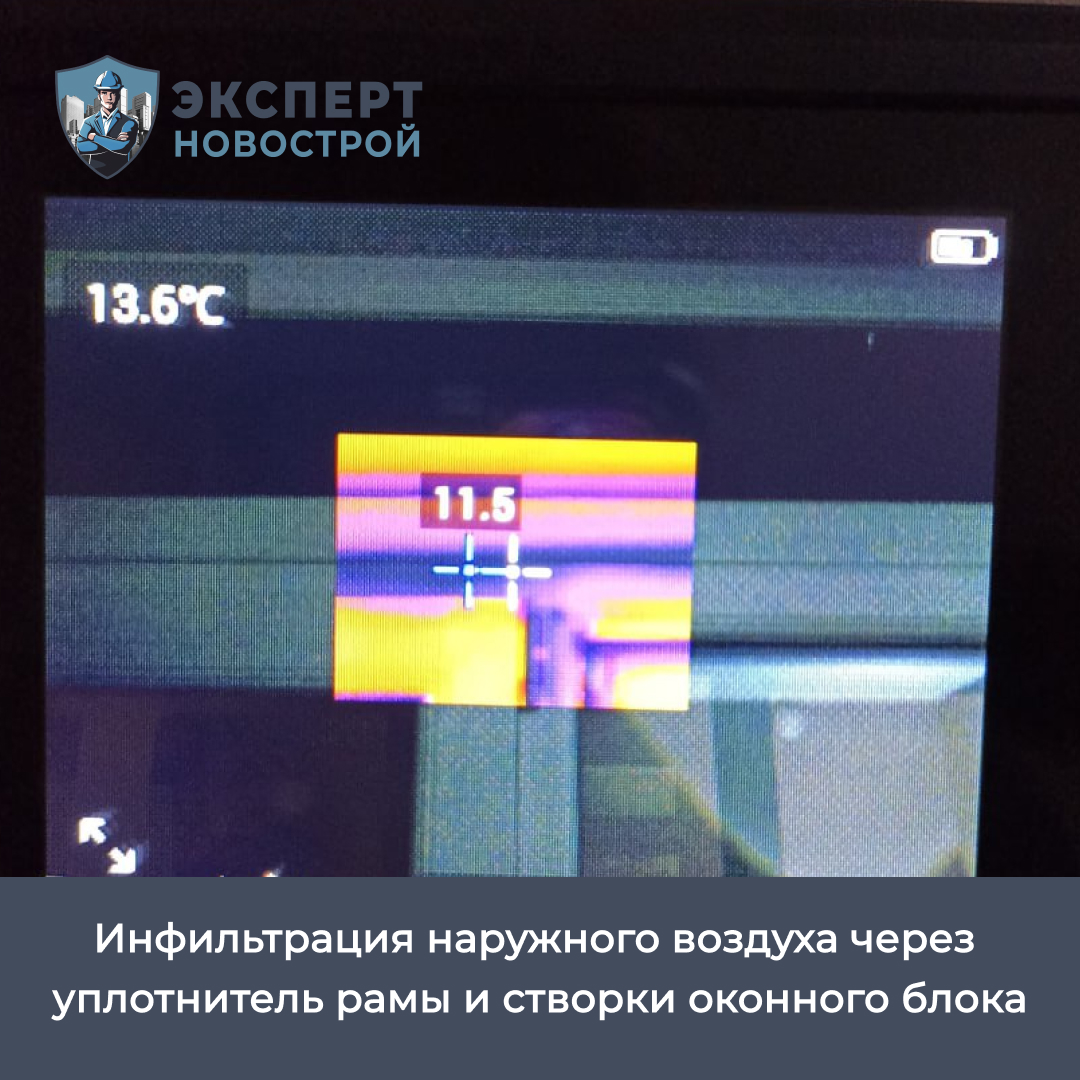 ЭКСПЕРТ
НОВОСТРОЙ
13.6°C
11.5
Инфильтрация наружного воздуха через
уплотнитель рамы и створки оконного блока